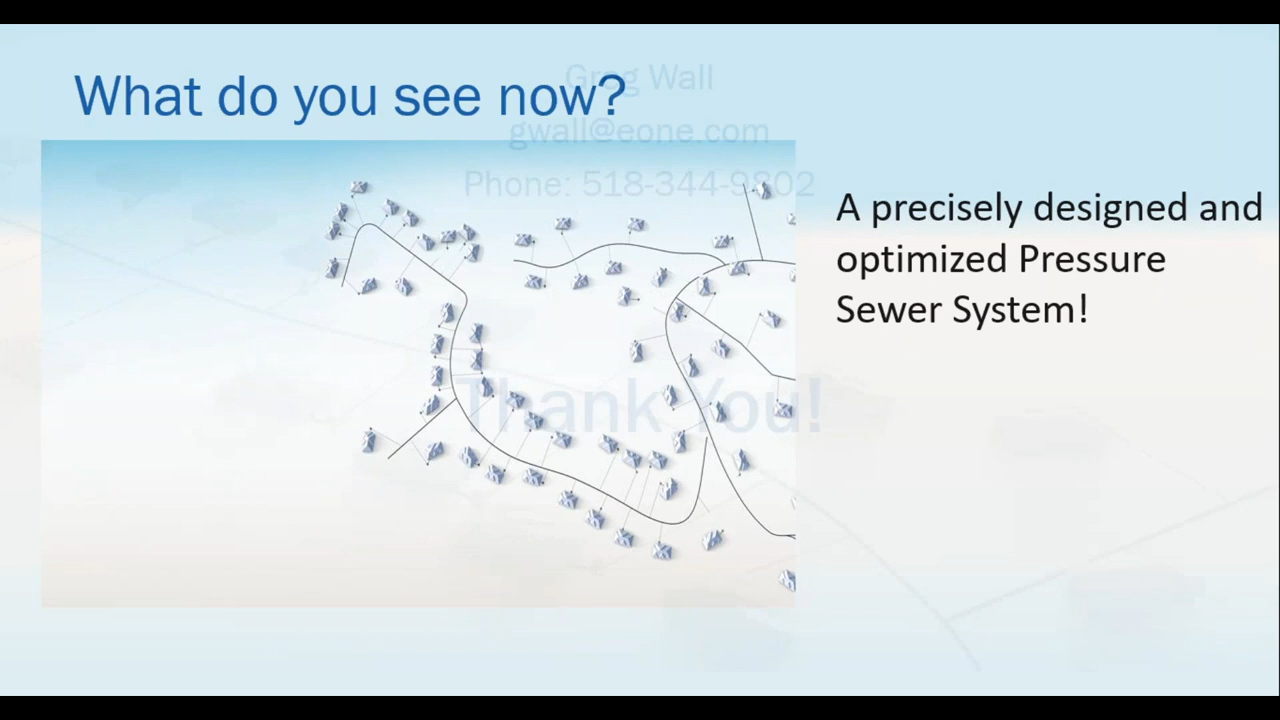 What do you see now?
Greg Wall
gwall@eone.com
Phone: 518-344-9802
A precisely designed and
optimized Pressure
Sewer System!
Thank You!